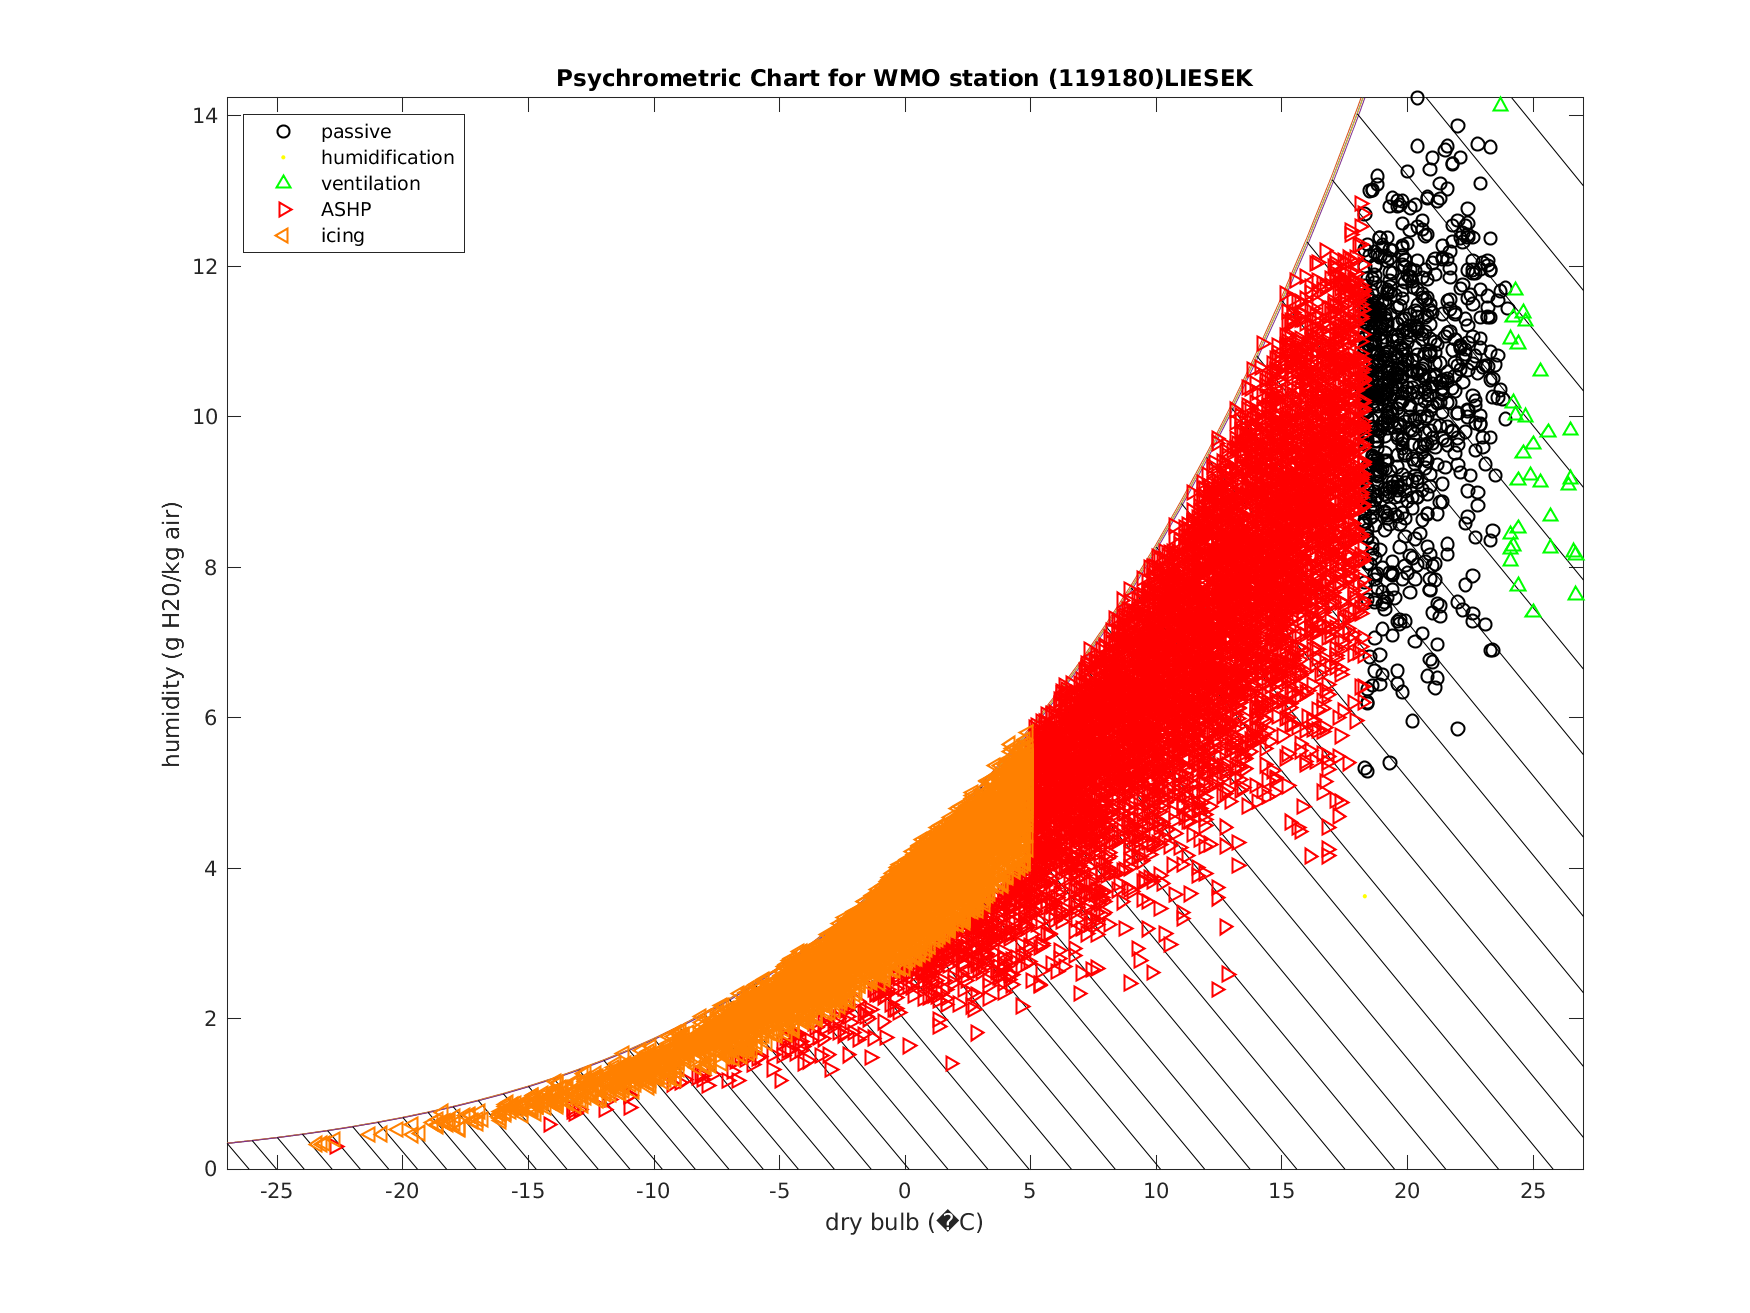 Psychrometric Chart for WMO station (119180)LIESEK
passive
humidification
ventilation
ASHP
icing
humidity (g H20/kg air)
14
12
10
8
6
4
2
0
-25 -20 -15 -10 -5 0 5 10 15 20 25
dry bulb (�C)